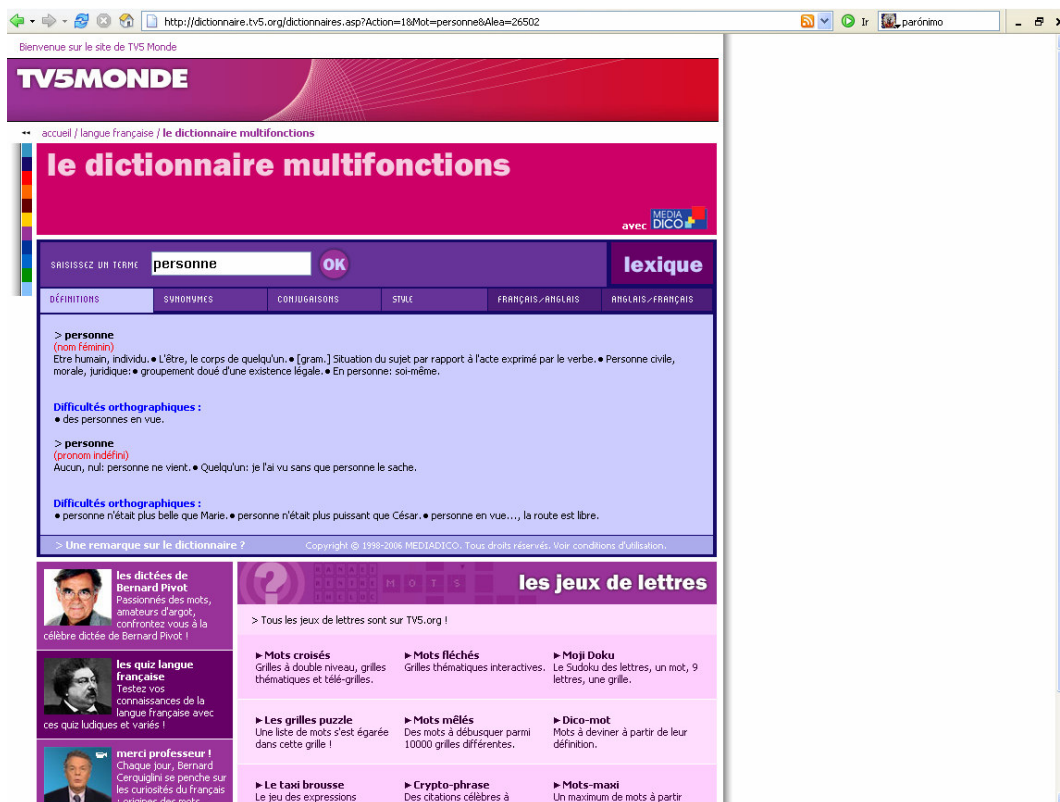 http://dictionnaire.tv5.org/dictionnaires.asp?Action=1&Mot=personne&Alea=26502
Ir
parónimo
Bienvenue sur le site de TV5 Monde
TV5MONDE
accueil / langue française / le dictionnaire multifonctions
le dictionnaire multifonctions
avec MEDIA DICO
SAISISSEZ UN TERME personne OK lexique
DÉFINITIONS SYNONYMES CONJUGAISONS STYLE FRANÇAIS/ANGLAIS ANGLAIS/FRANÇAIS
> personne
(nom féminin)
Etre humain, individu.● L'être, le corps de quelqu'un.● [gram.] Situation du sujet par rapport à l'acte exprimé par le verbe.● Personne civile,
morale, juridique:● groupement doué d'une existence légale.● En personne: soi-même.
Difficultés orthographiques :
● des personnes en vue.
> personne
(pronom indéfini)
Aucun, nul: personne ne vient.● Quelqu'un: je l'ai vu sans que personne le sache.
Difficultés orthographiques :
● personne n'était plus belle que Marie.● personne n'était plus puissant que César.● personne en vue..., la route est libre.
> Une remarque sur le dictionnaire ? Copyright © 1998-2006 MEDIADICO. Tous droits réservés. Voir conditions d'utilisation.
les dictées de
Bernard Pivot
Passionnés des mots,
amateurs d'argot,
confrontez vous à la
célèbre dictée de Bernard Pivot !
les quiz langue
française
Testez vos
connaissances de la
langue française avec
ces quiz ludiques et variés !
merci professeur !
Chaque jour, Bernard
Cerquiglini se penche sur
les curiosités du français
: origines des mots
MOTS
les jeux de lettres
> Tous les jeux de lettres sont sur TV5.org !
►Mots croisés
Grilles à double niveau, grilles
thématiques et télé-grilles.
►Mots fléchés
Grilles thématiques interactives.
►Moji Doku
Le Sudoku des lettres, un mot, 9
lettres, une grille.
►Les grilles puzzle
Une liste de mots s'est égarée
dans cette grille !
►Mots mêlés
Des mots à débusquer parmi
10000 grilles différentes.
►Dico-mot
Mots à deviner à partir de leur
définition.
►Le taxi brousse
Le jeu des expressions
►Crypto-phrase
Des citations célèbres à
►Mots-maxi
Un maximum de mots à partir